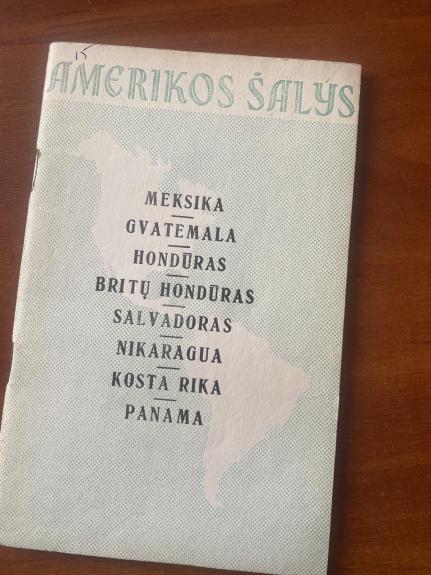 AMERIKOS ŠALYS
MEKSIKA
GVATEMALA
HONDŪRAS
BRITŲ HONDŪRAS
SALVADORAS
NIKARAGUA
KOSTA RIKA
PANAMA